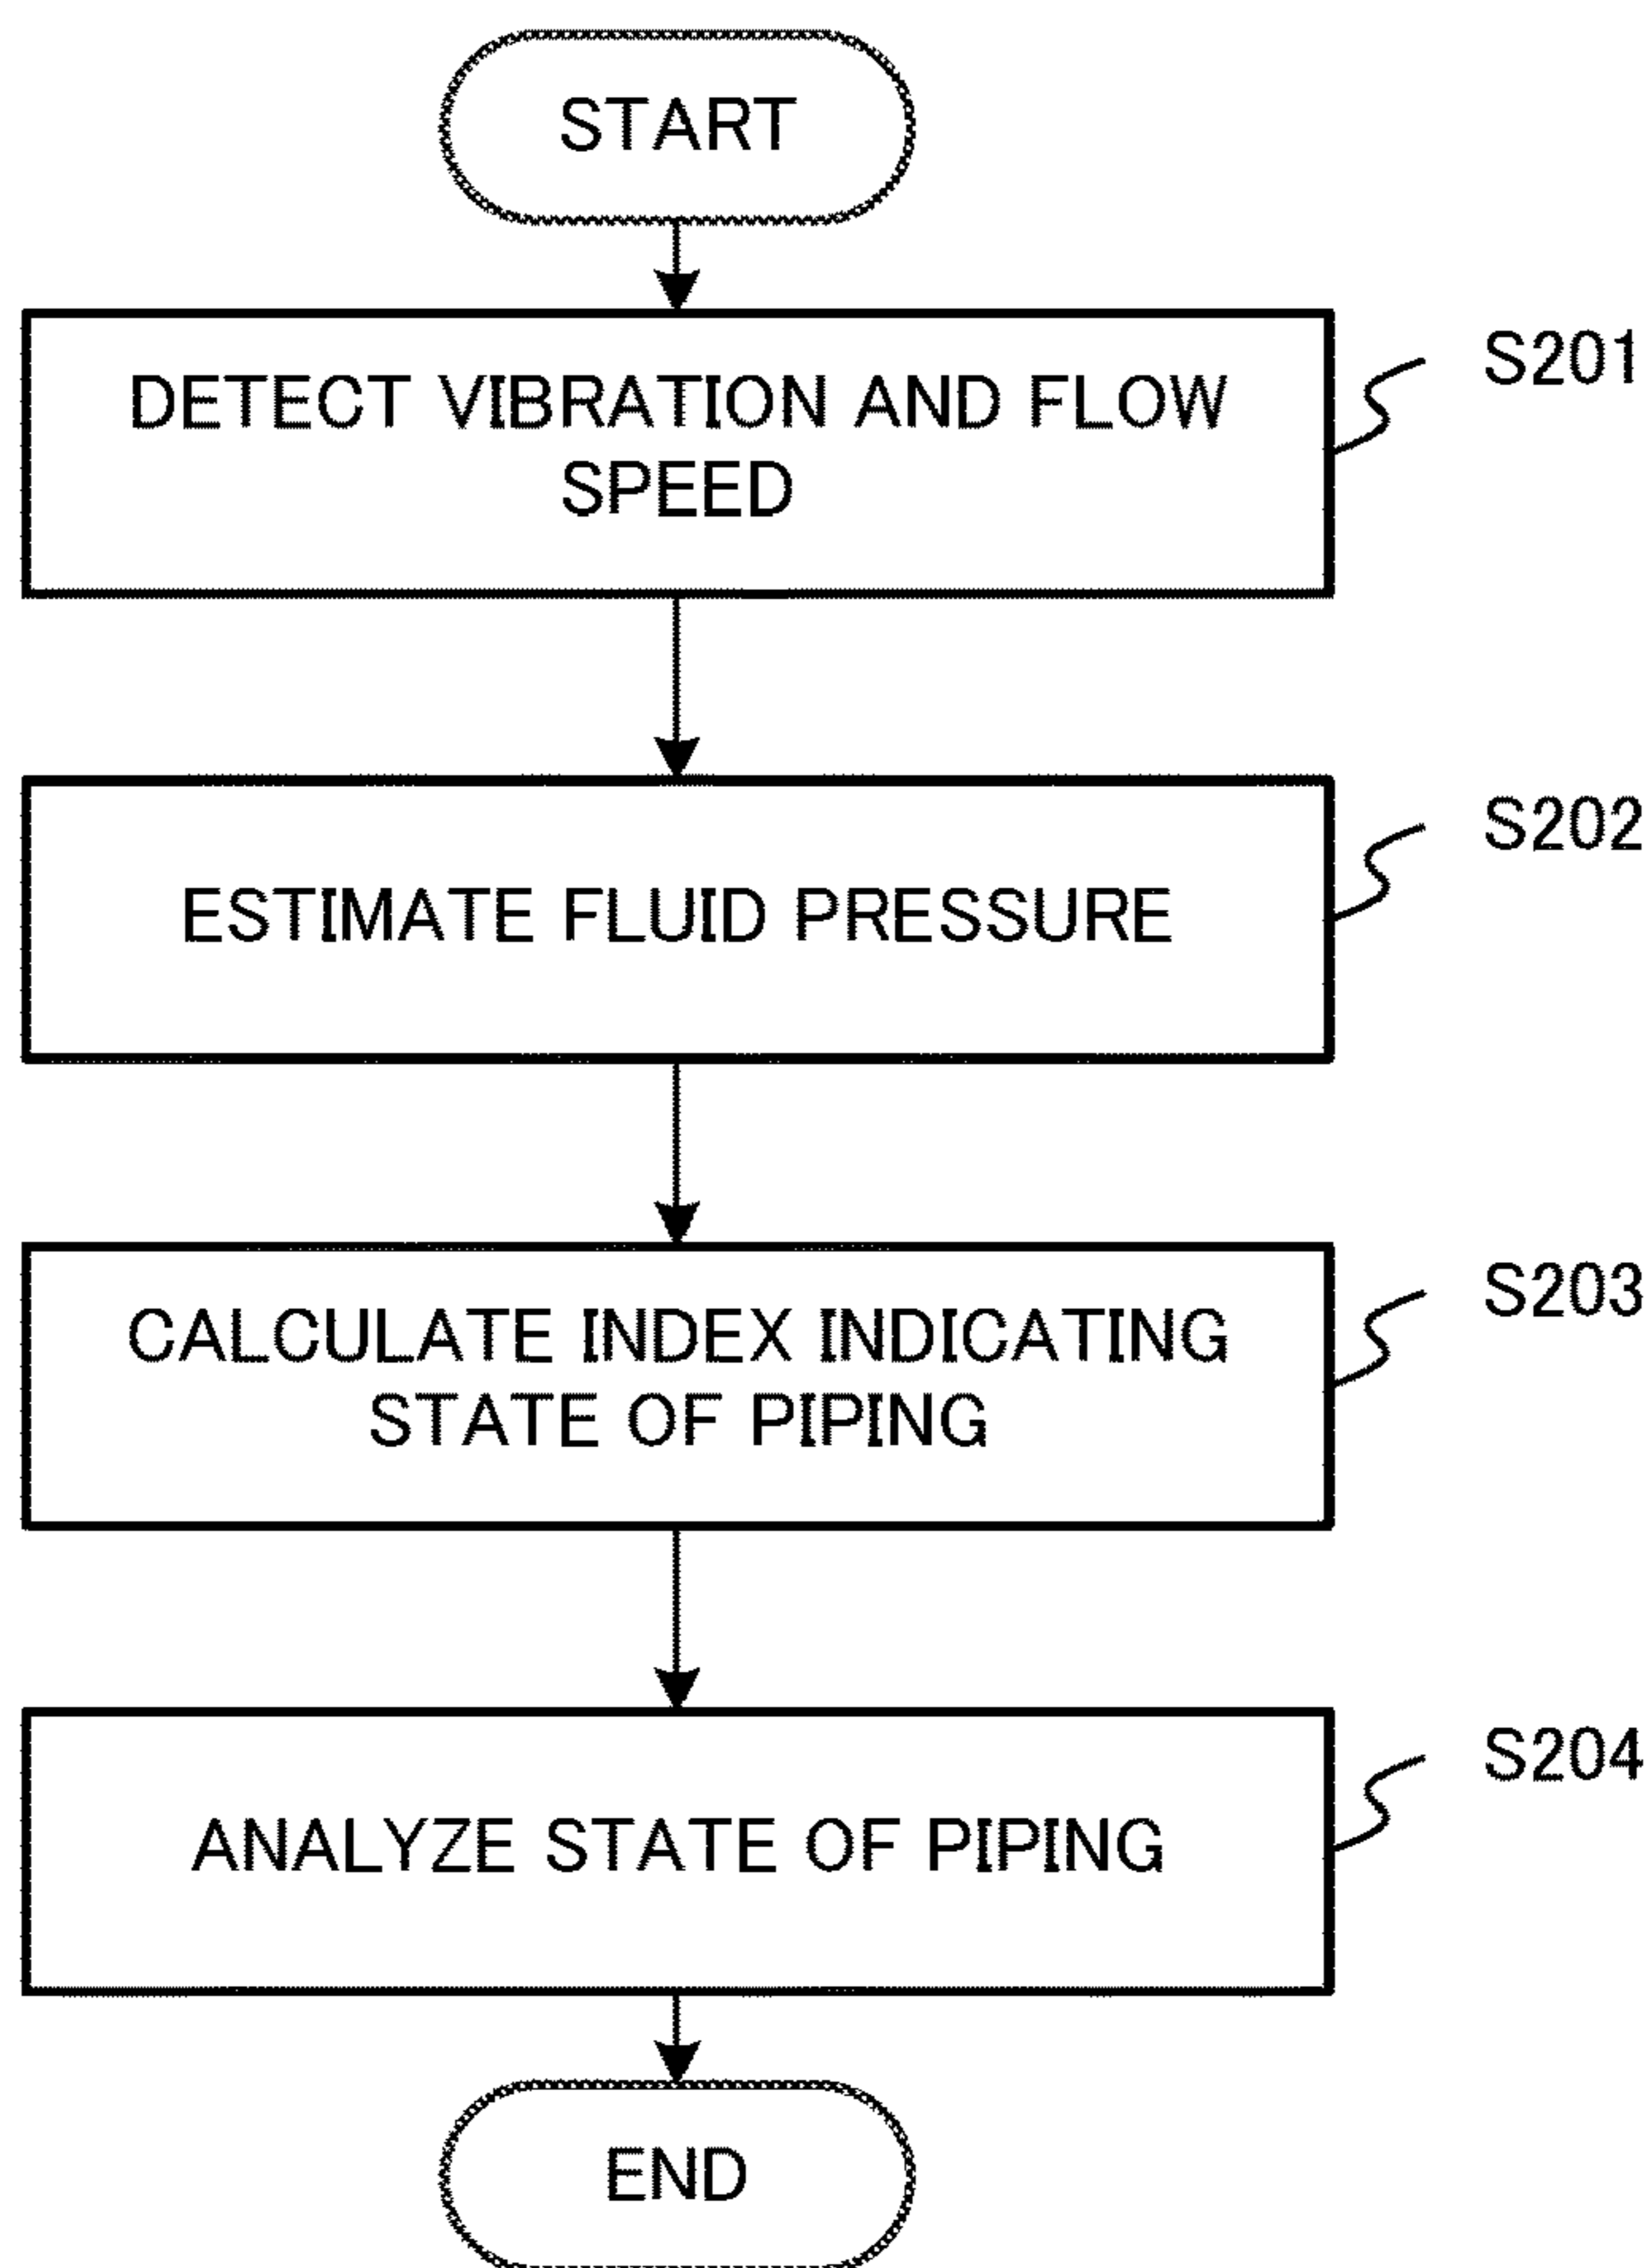 START
DETECT VIBRATION AND FLOW
SPEED
S201
ESTIMATE FLUID PRESSURE
S202
CALCULATE INDEX INDICATING
STATE OF PIPING
S203
ANALYZE STATE OF PIPING
S204
END